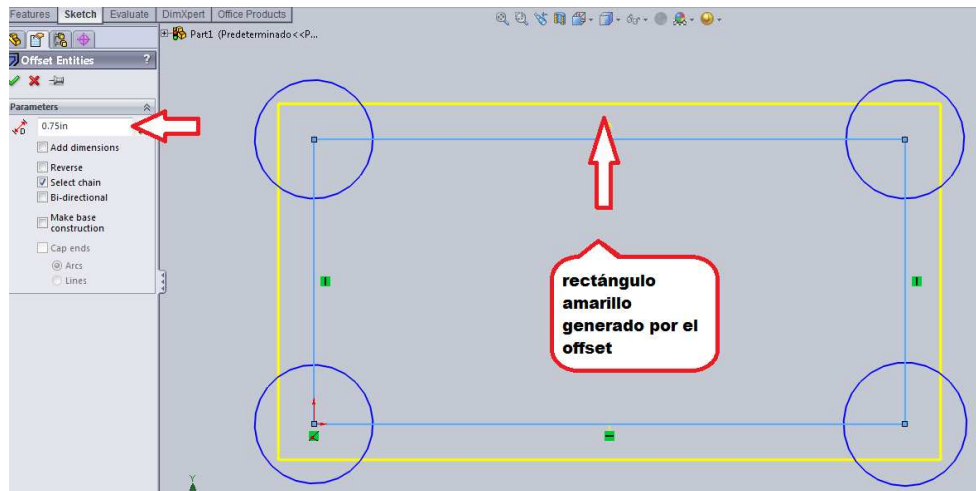 Features Sketch Evaluate DimXpert Office Products
Part1 (Predeterminado<<P...
Offset Entities ?
Parameters
D 0.75in
Add dimensions
Reverse
Select chain
Bi-directional
Make base
construction
Cap ends
Arcs
Lines
rectángulo
amarillo
generado por el
offset
Y